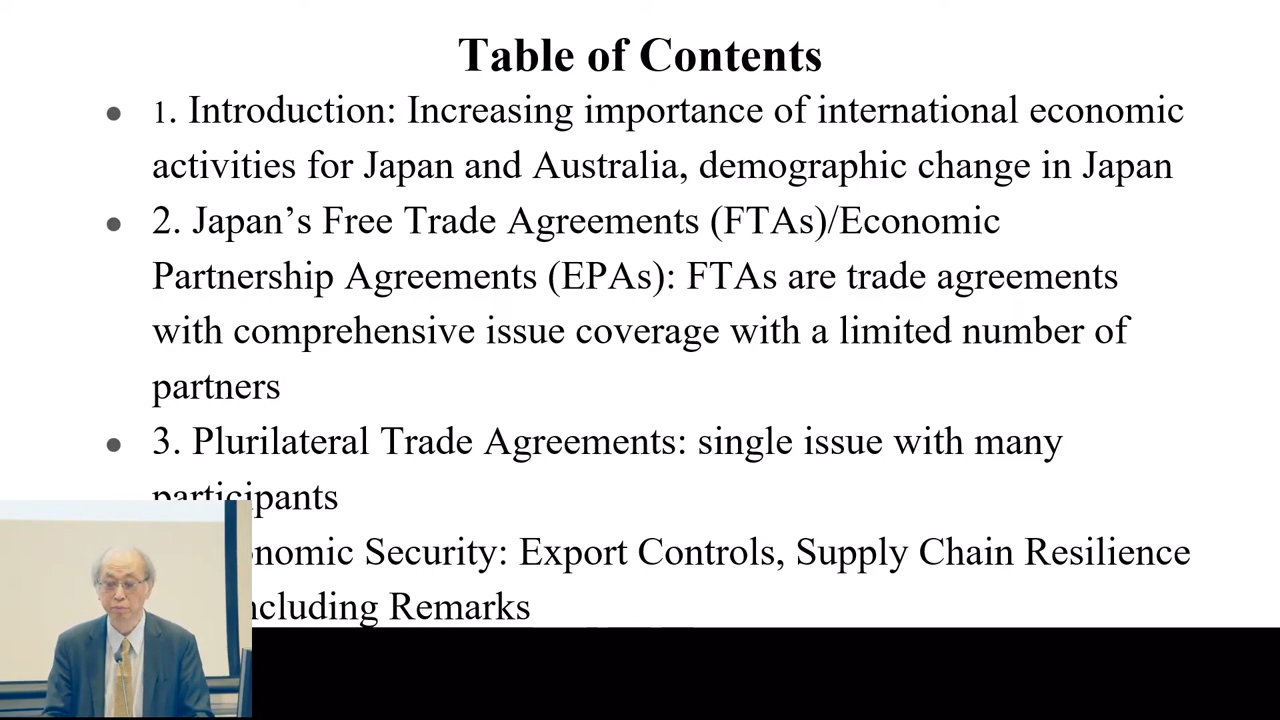 Table of Contents
• 1. Introduction: Increasing importance of international economic
activities for Japan and Australia, demographic change in Japan
• 2. Japan’s Free Trade Agreements (FTAs)/Economic
Partnership Agreements (EPAs): FTAs are trade agreements
with comprehensive issue coverage with a limited number of
partners
• 3. Plurilateral Trade Agreements: single issue with many
participants
Security: Export Controls, Supply Chain Resilience
Remarks